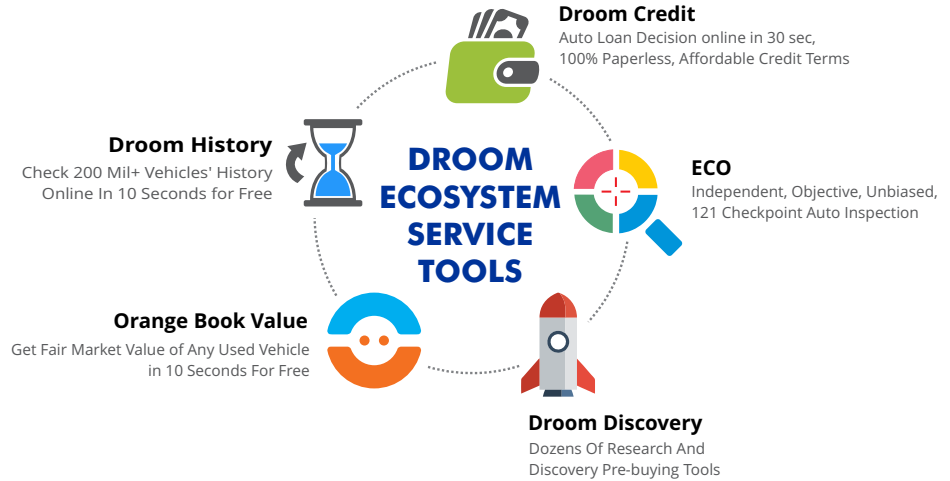 Droom Credit
Auto Loan Decision online in 30 sec,
100% Paperless, Affordable Credit Terms
Droom History
Check 200 Mil+ Vehicles' History
Online In 10 Seconds for Free
DROOM
ECOSYSTEM
SERVICE
TOOLS
ECO
Independent, Objective, Unbiased,
121 Checkpoint Auto Inspection
Orange Book Value
Get Fair Market Value of Any Used Vehicle
in 10 Seconds For Free
Droom Discovery
Dozens Of Research And
Discovery Pre-buying Tools